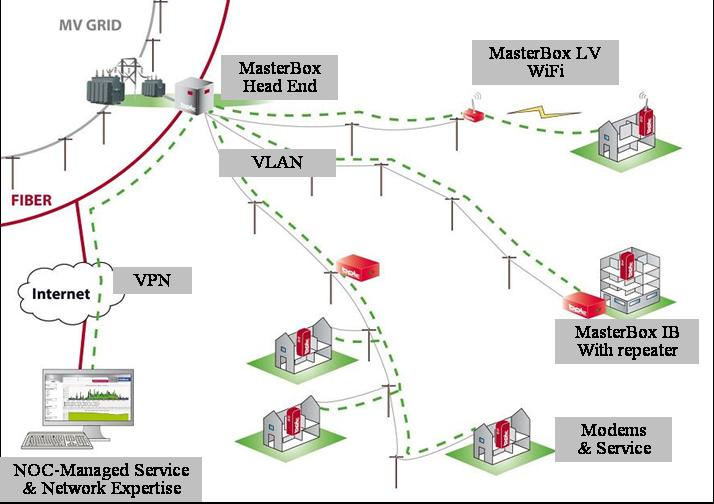 MV GRID
MasterBox
Head End
MasterBox LV
WiFi
VLAN
FIBER
VPN
Internet
MasterBox IB
With repeater
Modems
& Service
NOC-Managed Service
& Network Expertise